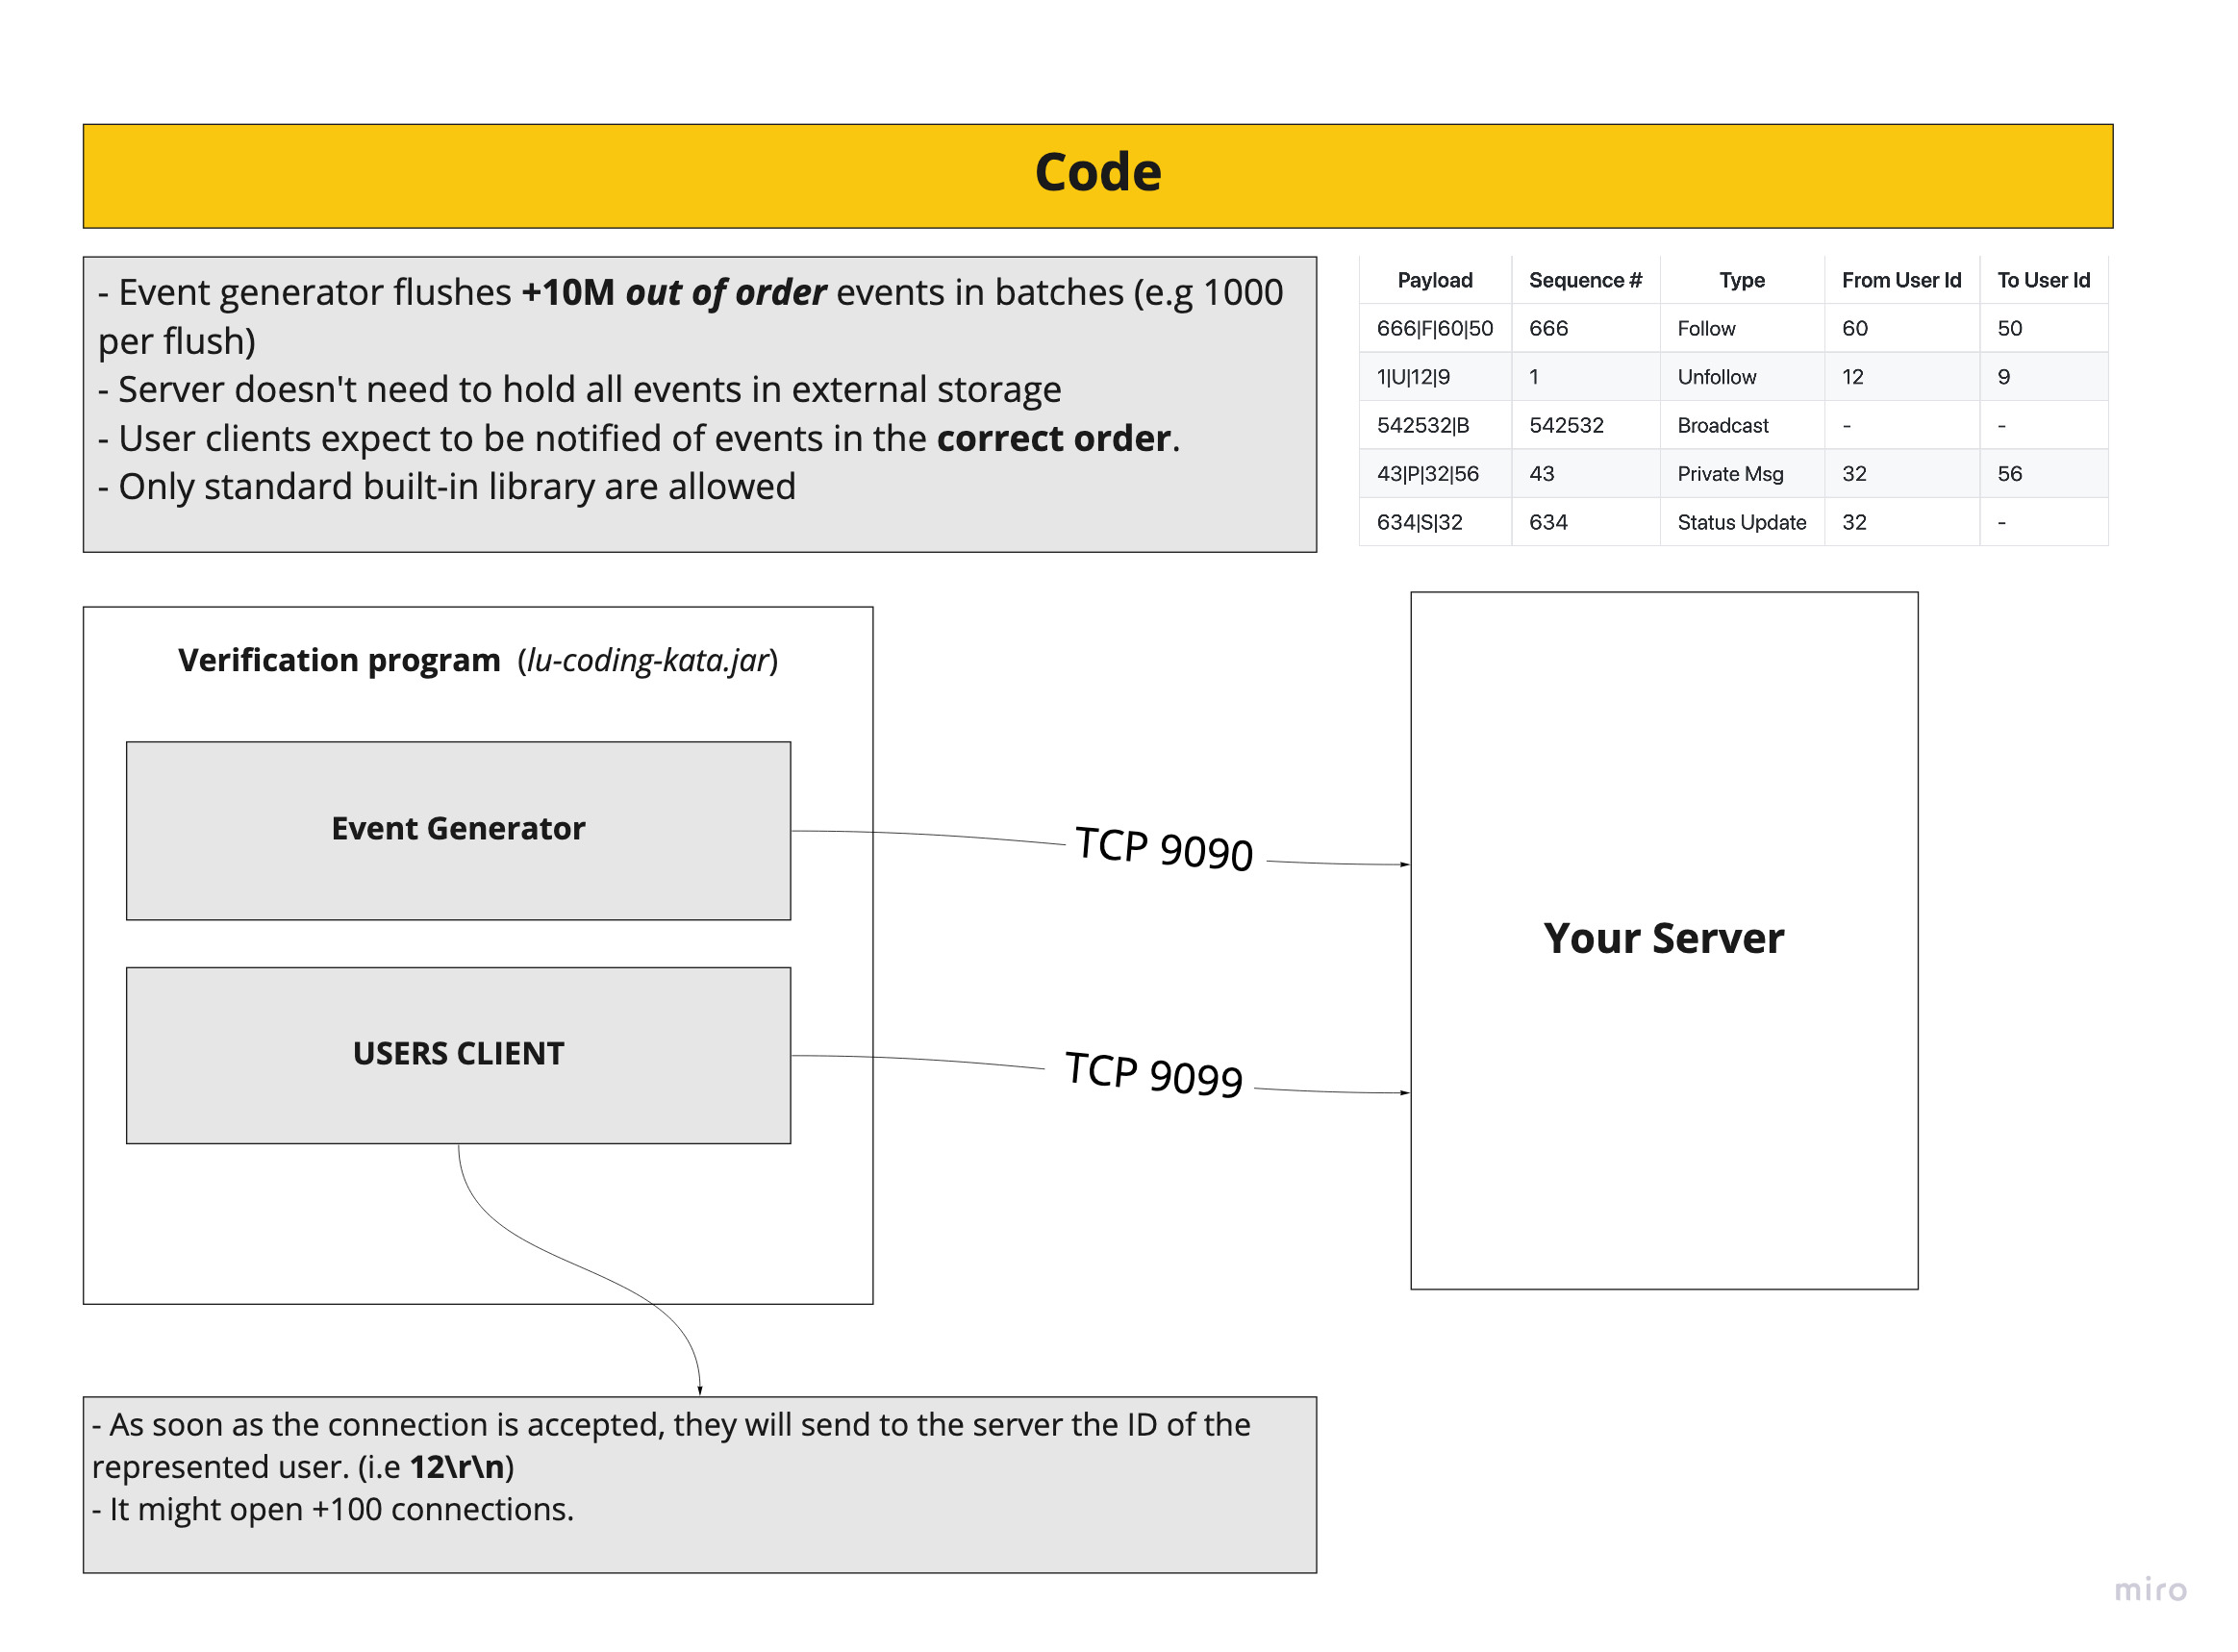 Code
- Event generator flushes +10M out of order events in batches (e.g 1000
per flush)
- Server doesn't need to hold all events in external storage
- User clients expect to be notified of events in the correct order.
- Only standard built-in library are allowed
Payload Sequence # Type From User Id To User Id
666|F|60|50 666 Follow 60 50
1|U|12|9 1 Unfollow 12 9
542532|B 542532 Broadcast - -
43|P|32|56 43 Private Msg 32 56
634|S|32 634 Status Update 32 -
Verification program (lu-coding-kata.jar)
Event Generator
TCP 9090
Your Server
USERS CLIENT
TCP 9099
- As soon as the connection is accepted, they will send to the server the ID of the
represented user. (i.e 12\r\n)
- It might open +100 connections.
miro